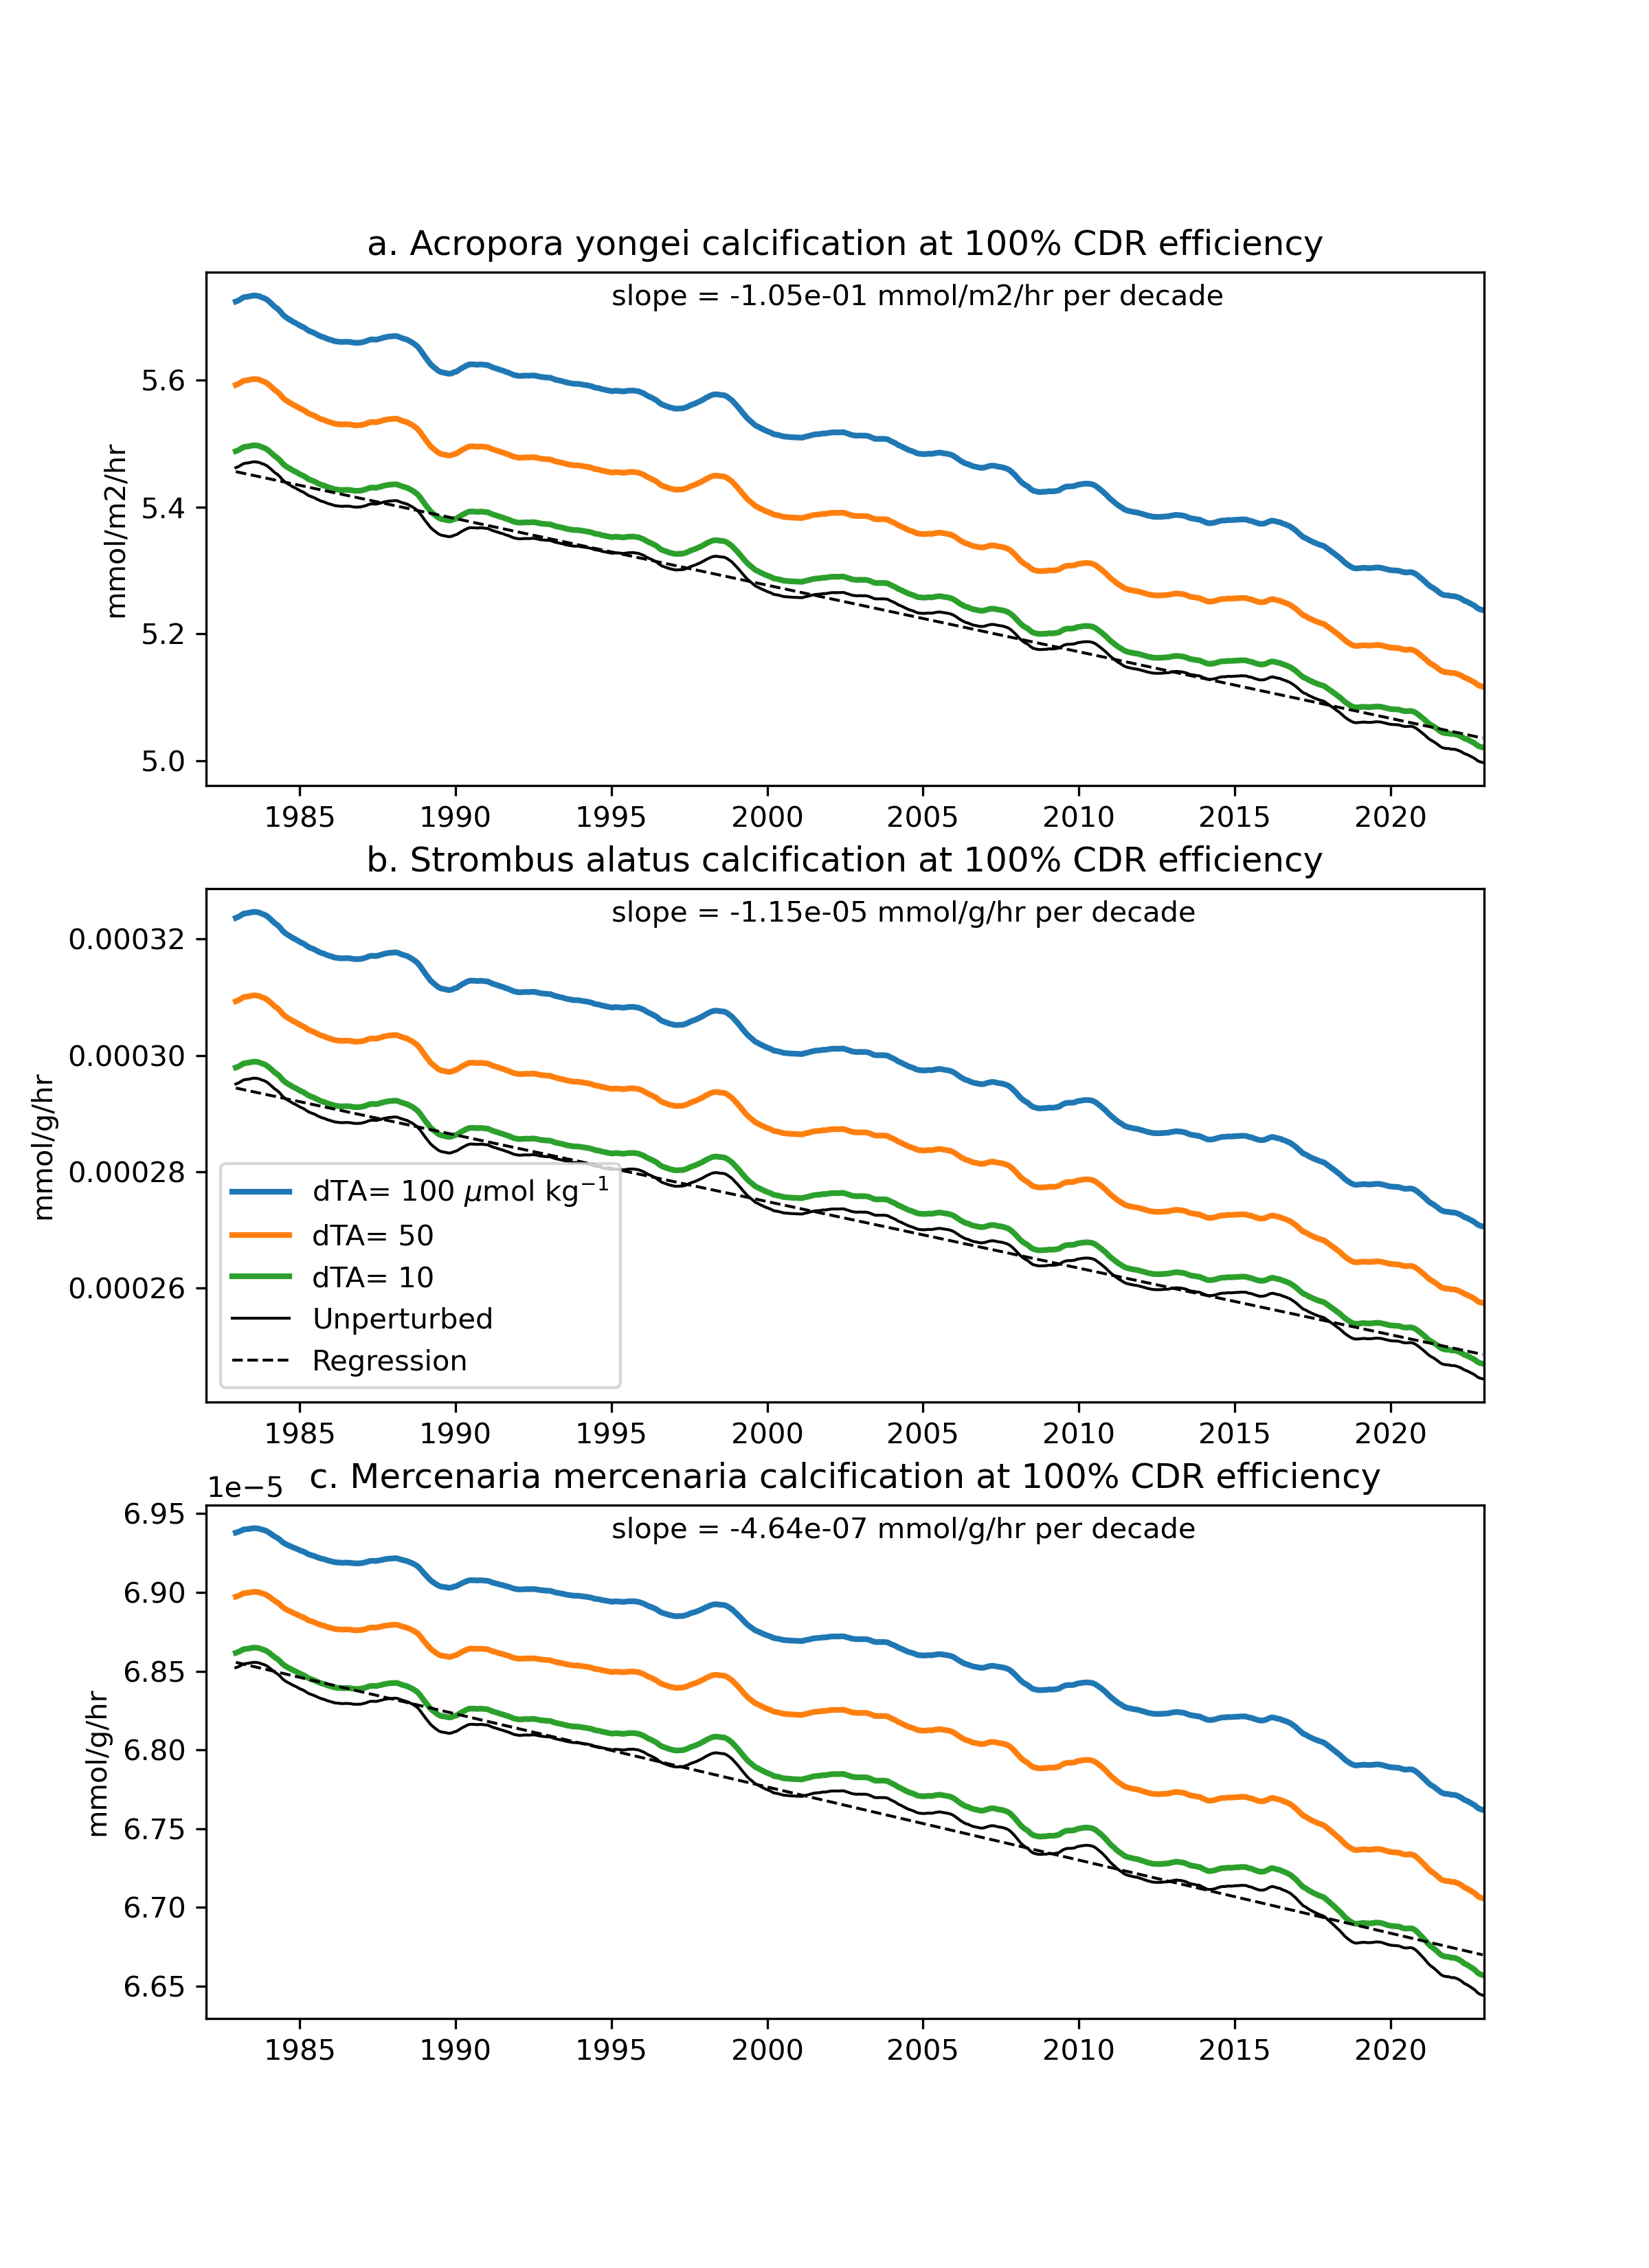 a. Acropora yongei calcification at 100% CDR efficiency
slope = -1.05e-01 mmol/m2/hr per decade
mmol/m2/hr
5.6
5.4
5.2
5.0
1985 1990 1995 2000 2005 2010 2015 2020
b. Strombus alatus calcification at 100% CDR efficiency
slope = -1.15e-05 mmol/g/hr per decade
mmol/g/hr
0.00032
0.00030
0.00028
0.00026
dTA= 100 μmol kg⁻¹
dTA= 50
dTA= 10
Unperturbed
Regression
1985 1990 1995 2000 2005 2010 2015 2020
1e−5
c. Mercenaria mercenaria calcification at 100% CDR efficiency
slope = -4.64e-07 mmol/g/hr per decade
mmol/g/hr
6.95
6.90
6.85
6.80
6.75
6.70
6.65
1985 1990 1995 2000 2005 2010 2015 2020